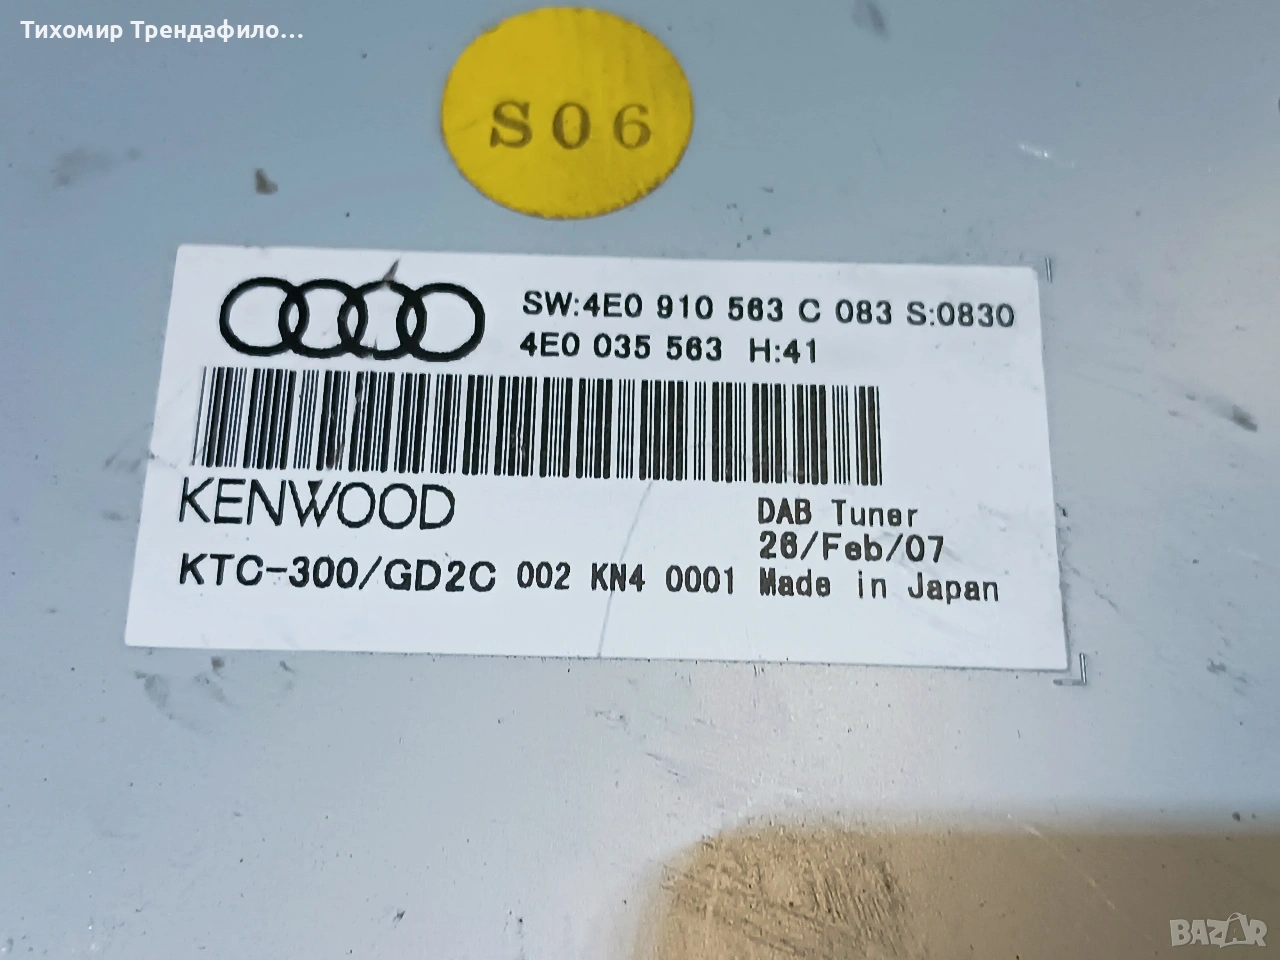 Тихомир Трендафило...
S06
SW:4E0 910 563 C 083 S:0830
4E0 035 563 H:41
KENWOOD
DAB Tuner
26/Feb/07
KTC-300/GD2C 002 KN4 0001 Made in Japan
BAZAR